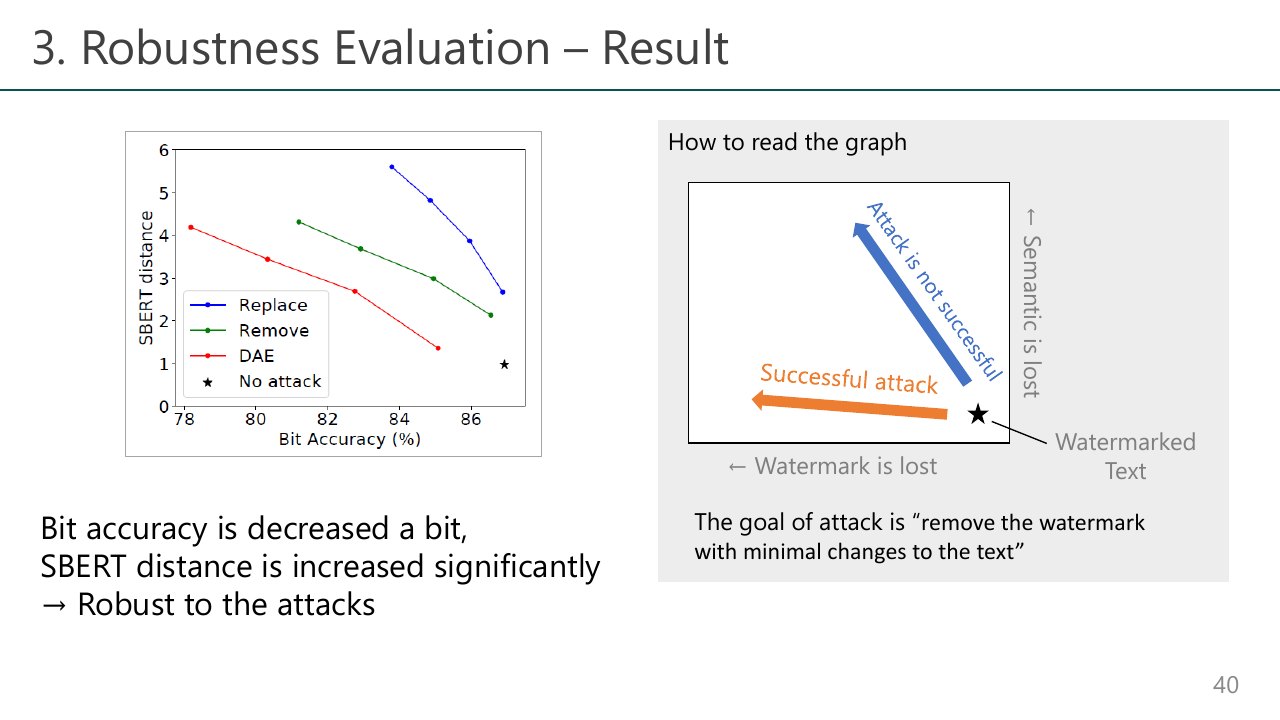 3. Robustness Evaluation – Result
6
5
4
3
2
1
0
SBERT distance
Replace
Remove
DAE
No attack
78 80 82 84 86
Bit Accuracy (%)
Bit accuracy is decreased a bit,
SBERT distance is increased significantly
→ Robust to the attacks
How to read the graph
Attack is not successful
Successful attack
← Semantic is lost
← Watermark is lost
Watermarked
Text
The goal of attack is “remove the watermark
with minimal changes to the text”
40